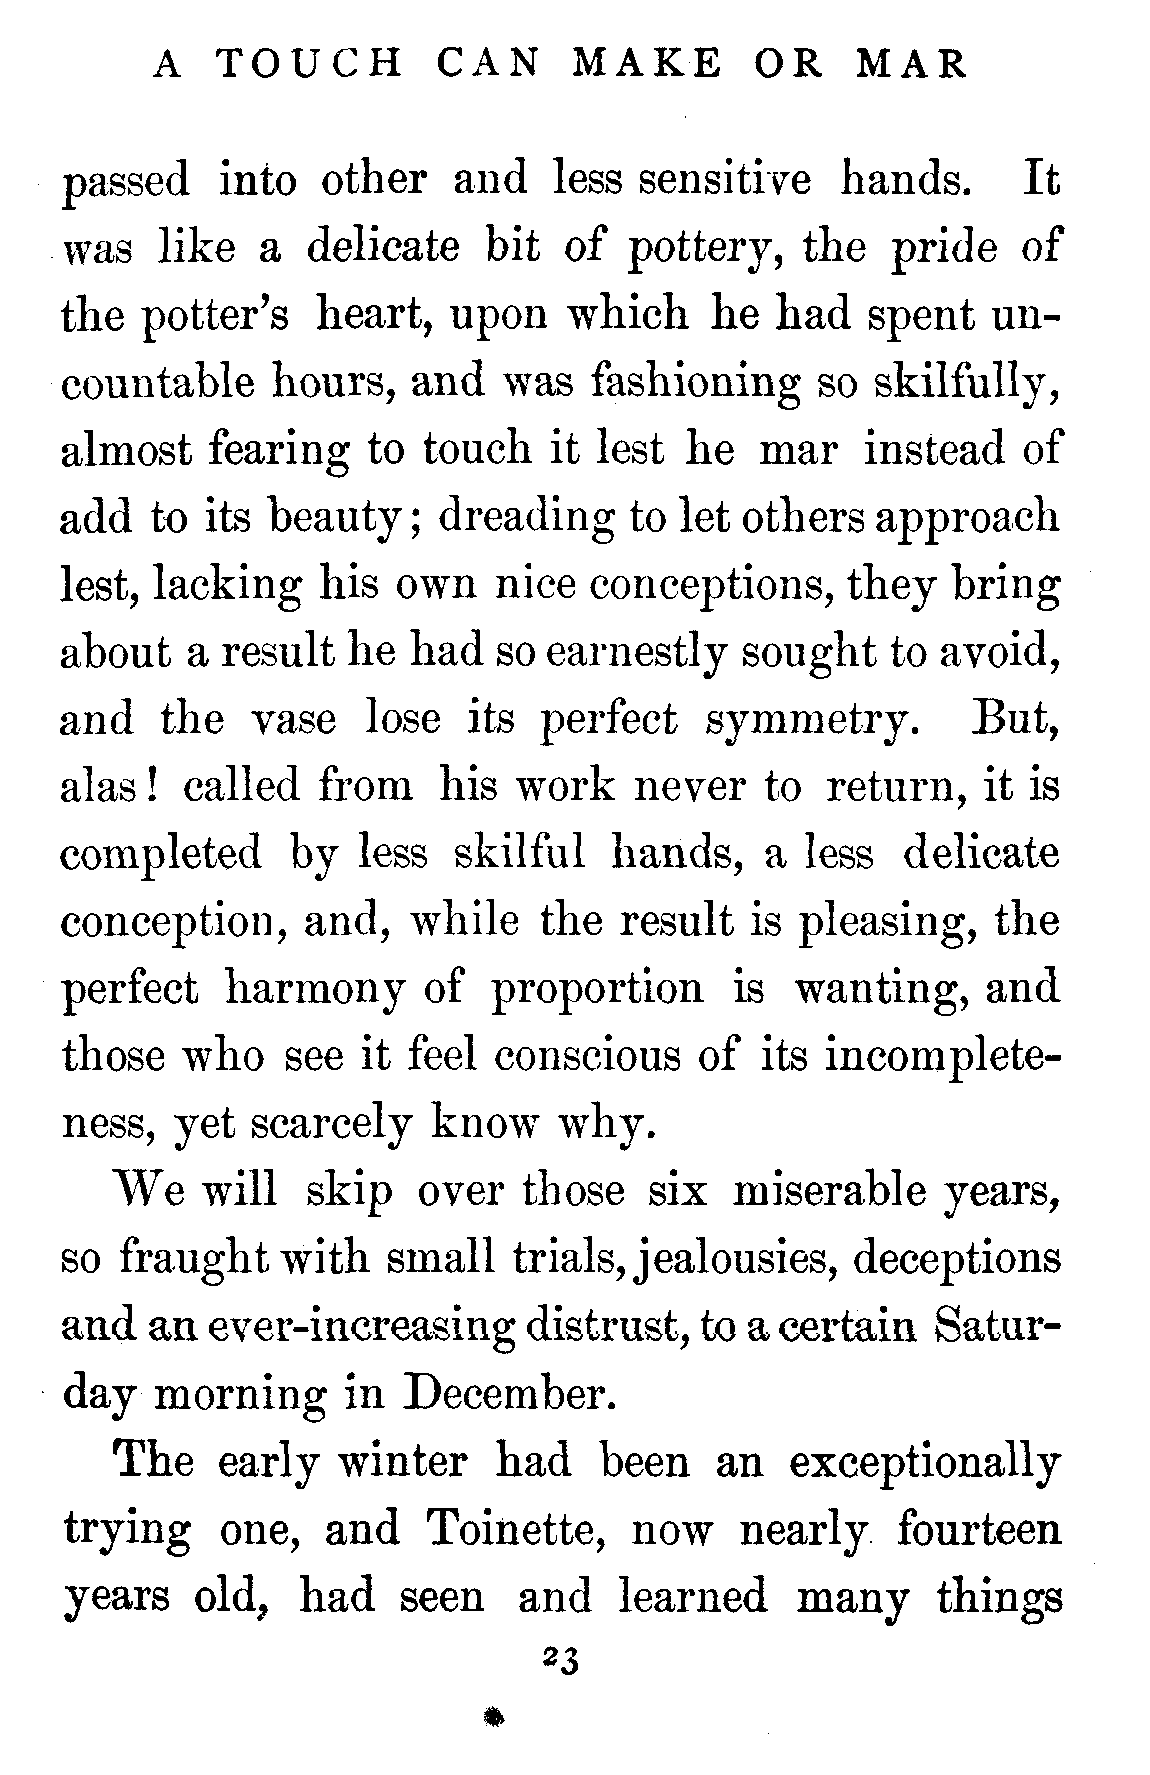 A TOUCH CAN MAKE OR MAR
passed into other and less sensitive hands. It
was like a delicate bit of pottery, the pride of
the potter's heart, upon which he had spent un-
countable hours, and was fashioning so skilfully,
almost fearing to touch it lest he mar instead of
add to its beauty; dreading to let others approach
lest, lacking his own nice conceptions, they bring
about a result he had so earnestly sought to avoid,
and the vase lose its perfect symmetry. But,
alas! called from his work never to return, it is
completed by less skilful hands, a less delicate
conception, and, while the result is pleasing, the
perfect harmony of proportion is wanting, and
those who see it feel conscious of its incomplete-
ness, yet scarcely know why.
We will skip over those six miserable years,
so fraught with small trials, jealousies, deceptions
and an ever-increasing distrust, to a certain Satur-
day morning in December.
The early winter had been an exceptionally
trying one, and Toinette, now nearly fourteen
years old, had seen and learned many things
23